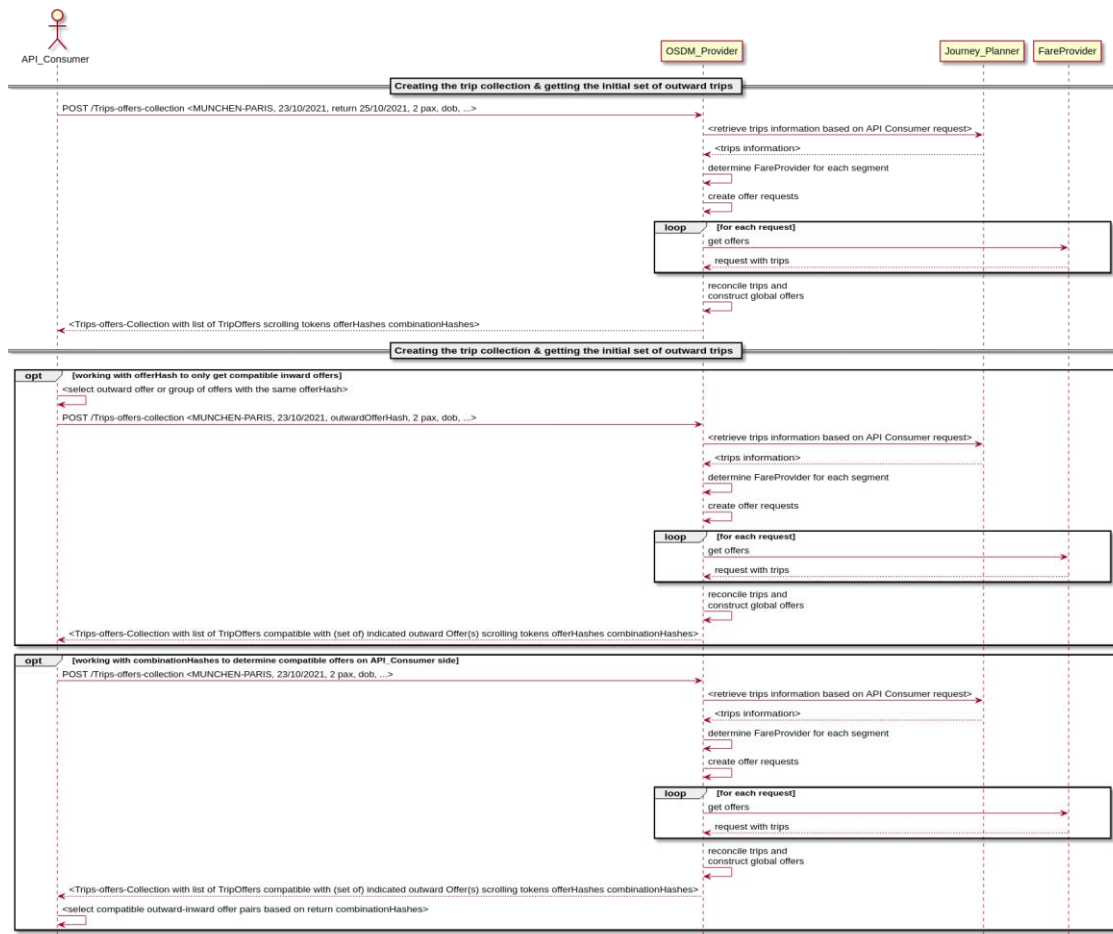 API_Consumer
OSDM_Provider
Journey_Planner
FareProvider
Creating the trip collection & getting the initial set of outward trips
POST /Trips-offers-collection <MUNCHEN-PARIS, 23/10/2021, return 25/10/2021, 2 pax, dob, ...>
<retrieve trips information based on API Consumer request>
<trips information>
determine FareProvider for each segment
create offer requests
loop
[for each request]
get offers
request with trips
reconcile trips and
construct global offers
<Trips-offers-Collection with list of TripOffers scrolling tokens offerHashes combinationHashes>
Creating the trip collection & getting the initial set of outward trips
opt
[working with offerHash to only get compatible inward offers]
<select outward offer or group of offers with the same offerHash>
POST /Trips-offers-collection <MUNCHEN-PARIS, 23/10/2021, outwardOfferHash, 2 pax, dob, ...>
<retrieve trips information based on API Consumer request>
<trips information>
determine FareProvider for each segment
create offer requests
loop
[for each request]
get offers
request with trips
reconcile trips and
construct global offers
<Trips-offers-Collection with list of TripOffers compatible with (set of) indicated outward Offer(s) scrolling tokens offerHashes combinationHashes>
opt
[working with combinationHashes to determine compatible offers on API_Consumer side]
POST /Trips-offers-collection <MUNCHEN-PARIS, 23/10/2021, 2 pax, dob, ...>
<retrieve trips information based on API Consumer request>
<trips information>
determine FareProvider for each segment
create offer requests
loop
[for each request]
get offers
request with trips
reconcile trips and
construct global offers
<Trips-offers-Collection with list of TripOffers compatible with (set of) indicated outward Offer(s) scrolling tokens offerHashes combinationHashes>
<select compatible outward-inward offer pairs based on return combinationHashes>